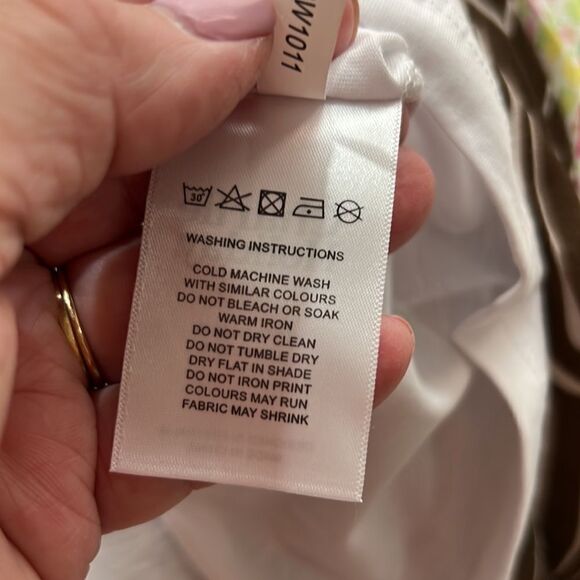 W1011
30°
WASHING INSTRUCTIONS
COLD MACHINE WASH
WITH SIMILAR COLOURS
DO NOT BLEACH OR SOAK
WARM IRON
DO NOT DRY CLEAN
DO NOT TUMBLE DRY
DRY FLAT IN SHADE
DO NOT IRON PRINT
COLOURS MAY RUN
FABRIC MAY SHRINK